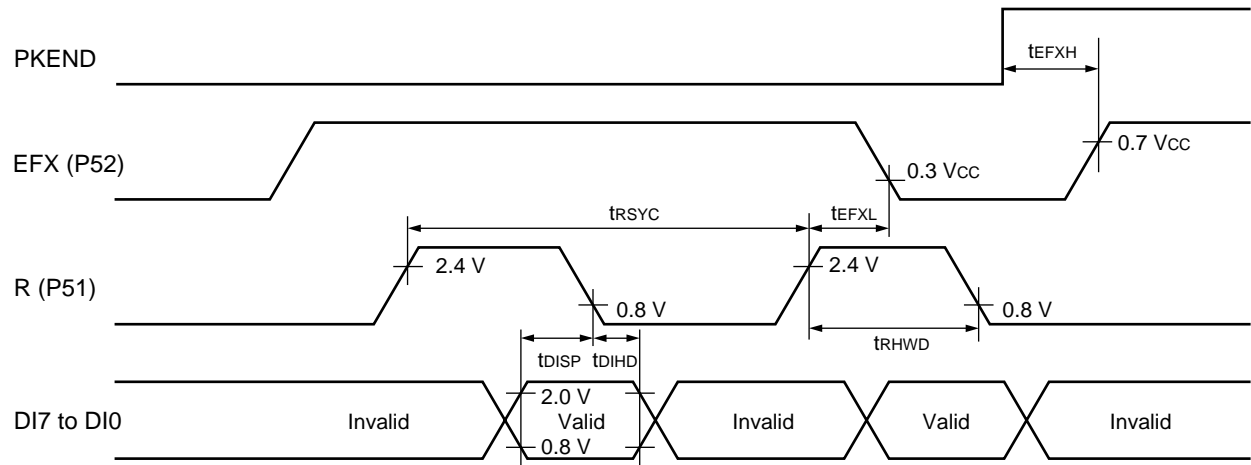 PKEND
tEFXH
EFX (P52)
0.7 VCC
0.3 VCC
tRSYC
tEFXL
R (P51)
2.4 V
2.4 V
0.8 V
0.8 V
tDISP
tDIHD
tRHWD
DI7 to DI0
Invalid
2.0 V
Valid
0.8 V
Invalid
Valid
Invalid